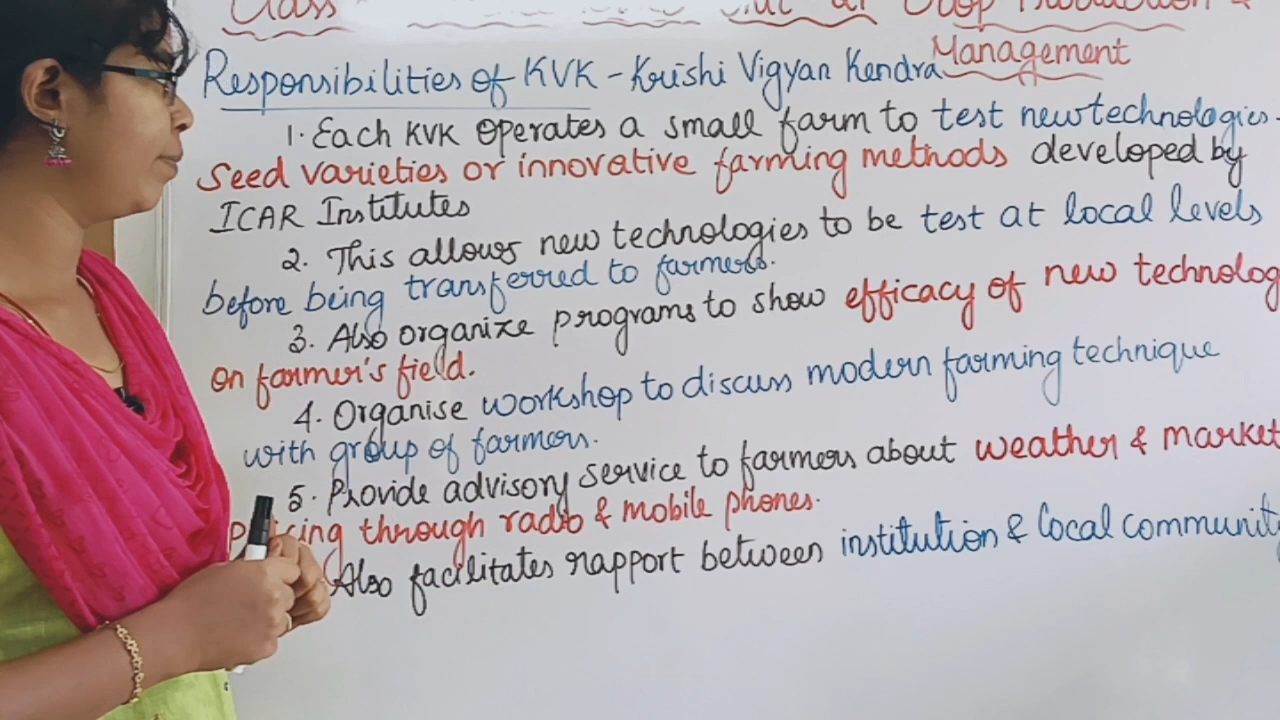 Class
Management
Responsibilities of KVK - Krishi Vigyan Kendra
1. Each KVK operates a small farm to test new technologies -
seed varieties or innovative farming methods developed by
ICAR Institutes
2. This allows new technologies to be test at local levels
before being transferred to farmers.
3. Also organize programs to show efficacy of new technolog
on farmer's field.
4. Organise workshop to discuss modern farming technique
with group of farmers.
5. Provide advisory service to farmers about weather & market
through radio & mobile phones.
Also facilitates rapport between institution & local communit